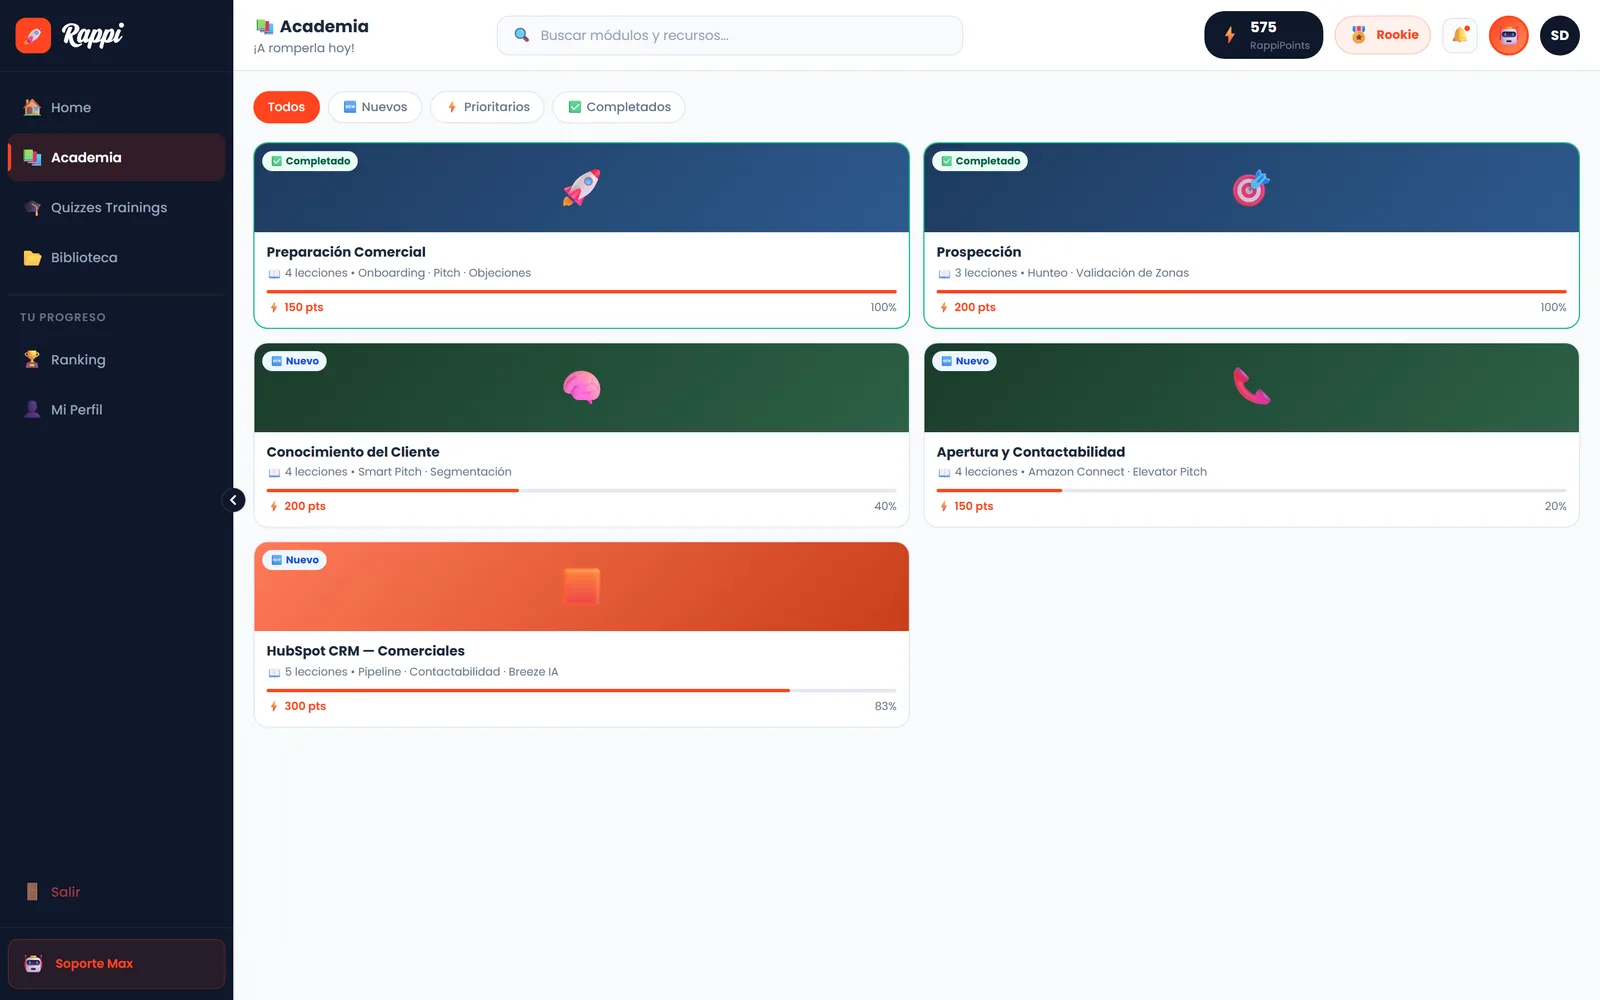 Rappi
Home
Academia
Quizzes Trainings
Biblioteca
TU PROGRESO
Ranking
Mi Perfil
Salir
Soporte Max
Academia
¡A romperla hoy!
Buscar módulos y recursos...
575
RappiPoints
Rookie
SD
Todos
Nuevos
Prioritarios
Completados
Completado
Preparación Comercial
4 lecciones • Onboarding · Pitch · Objeciones
150 pts
100%
Completado
Prospección
3 lecciones • Hunteo · Validación de Zonas
200 pts
100%
Nuevo
Conocimiento del Cliente
4 lecciones • Smart Pitch · Segmentación
200 pts
40%
Nuevo
Apertura y Contactabilidad
4 lecciones • Amazon Connect · Elevator Pitch
150 pts
20%
Nuevo
HubSpot CRM — Comerciales
5 lecciones • Pipeline · Contactabilidad · Breeze IA
300 pts
83%